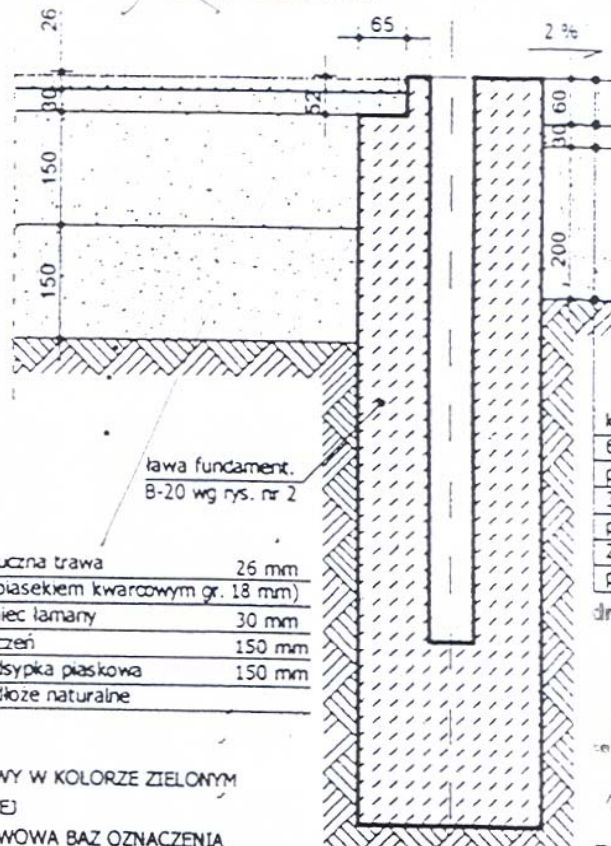 26
65
2 %
30
52
60
30
150
150
200
ława fundament.
B-20 wg rys. nr 2
uczna trawa 26 mm
piaskiem kwarcowym gr. 18 mm)
iec łamany 30 mm
czeń 150 mm
dsypka piaskowa 150 mm
dłoże naturalne
WY W KOLORZE ZIELONYM
EJ
WOWA BAZ OZNACZENIA